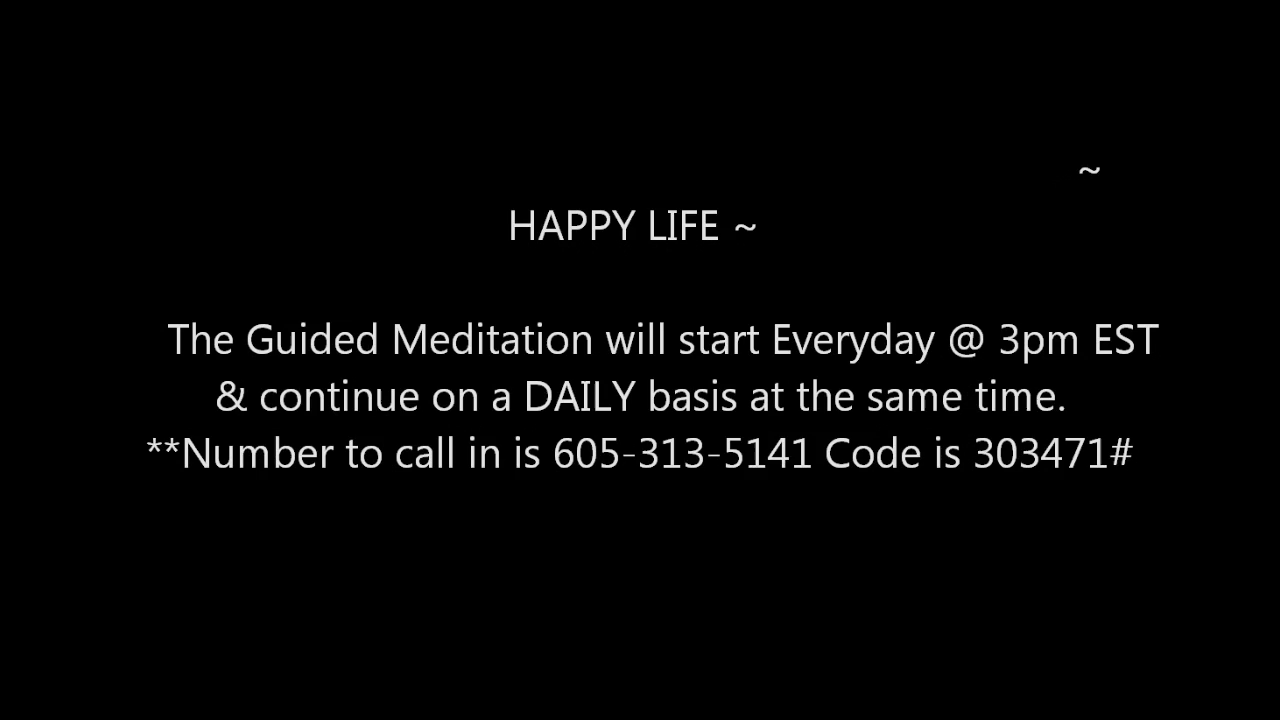 ~
HAPPY LIFE ~
The Guided Meditation will start Everyday @ 3pm EST
& continue on a DAILY basis at the same time.
**Number to call in is 605-313-5141 Code is 303471#